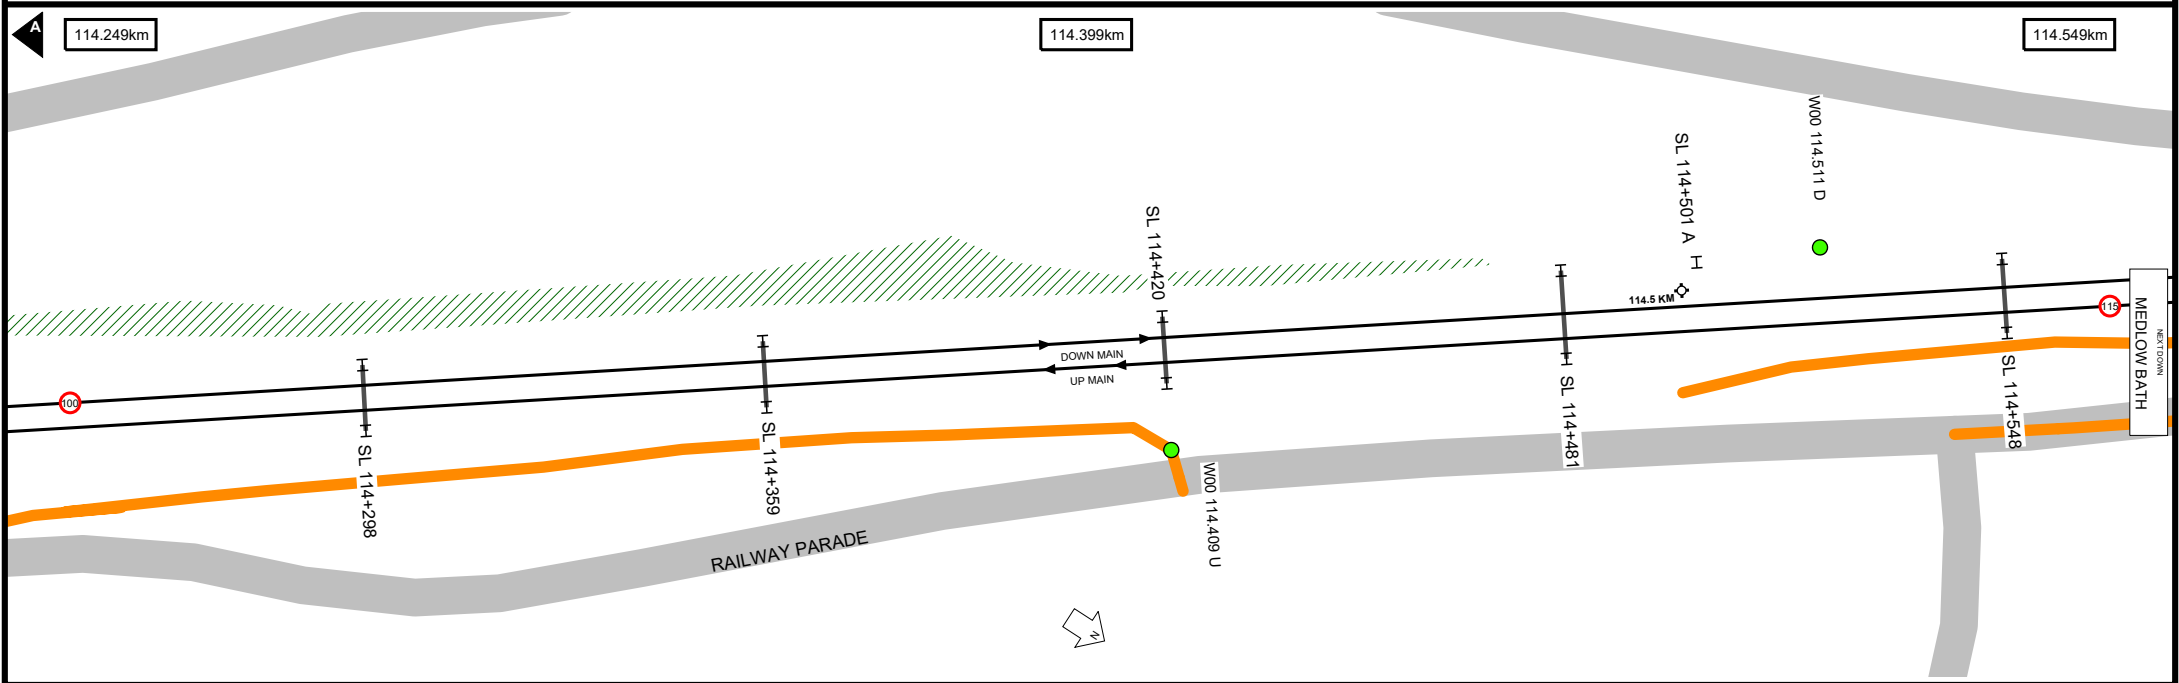 A
114.249km
114.399km
114.549km
W00 114.511 D
SL 114+501 A
SL 114+420
114.5 KM
115
MEDLOW BATH
NEXT DOWN
DOWN MAIN
UP MAIN
100
SL 114+298
SL 114+359
SL 114+481
SL 114+548
W00 114.409 U
RAILWAY PARADE
N